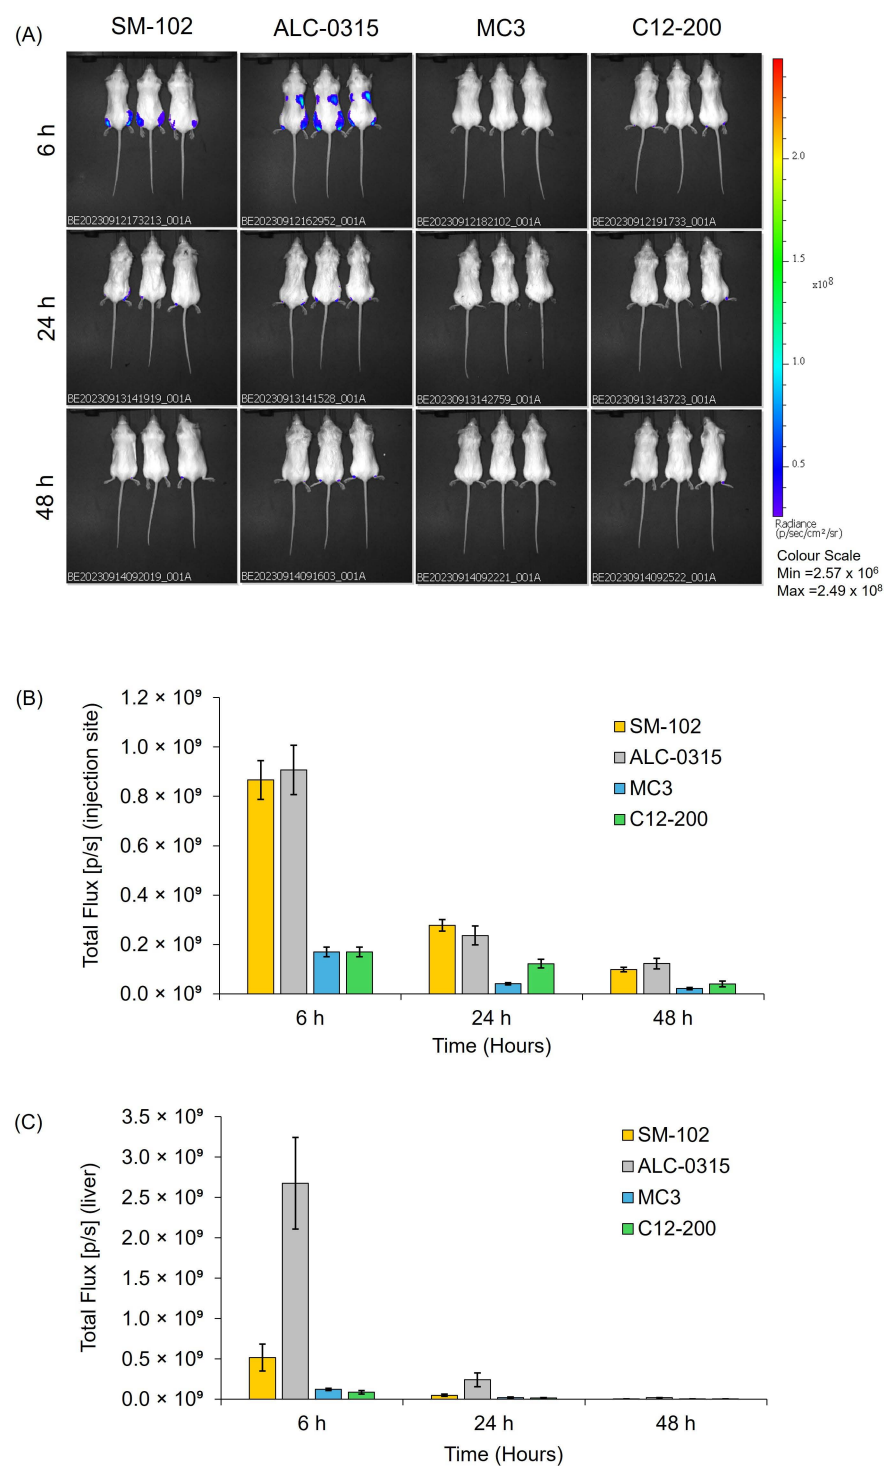 (A)
SM-102 ALC-0315 MC3 C12-200
6 h
BE20230912173213_001A BE20230912162952_001A BE20230912182102_001A BE20230912191733_001A
24 h
BE20230913141919_001A BE20230913141528_001A BE20230913142759_001A BE20230913143723_001A
48 h
BE20230914092019_001A BE20230914091603_001A BE20230914092221_001A BE20230914092522_001A
2.0
1.5
x10⁸
1.0
0.5
Radiance
(p/sec/cm²/sr)
Colour Scale
Min =2.57 x 10⁶
Max =2.49 x 10⁸
(B)
Total Flux [p/s] (injection site)
1.2 × 10⁹
1.0 × 10⁹
0.8 × 10⁹
0.6 × 10⁹
0.4 × 10⁹
0.2 × 10⁹
0.0 × 10⁹
SM-102
ALC-0315
MC3
C12-200
6 h 24 h 48 h
Time (Hours)
(C)
Total Flux [p/s] (liver)
3.5 × 10⁹
3.0 × 10⁹
2.5 × 10⁹
2.0 × 10⁹
1.5 × 10⁹
1.0 × 10⁹
0.5 × 10⁹
0.0 × 10⁹
SM-102
ALC-0315
MC3
C12-200
6 h 24 h 48 h
Time (Hours)